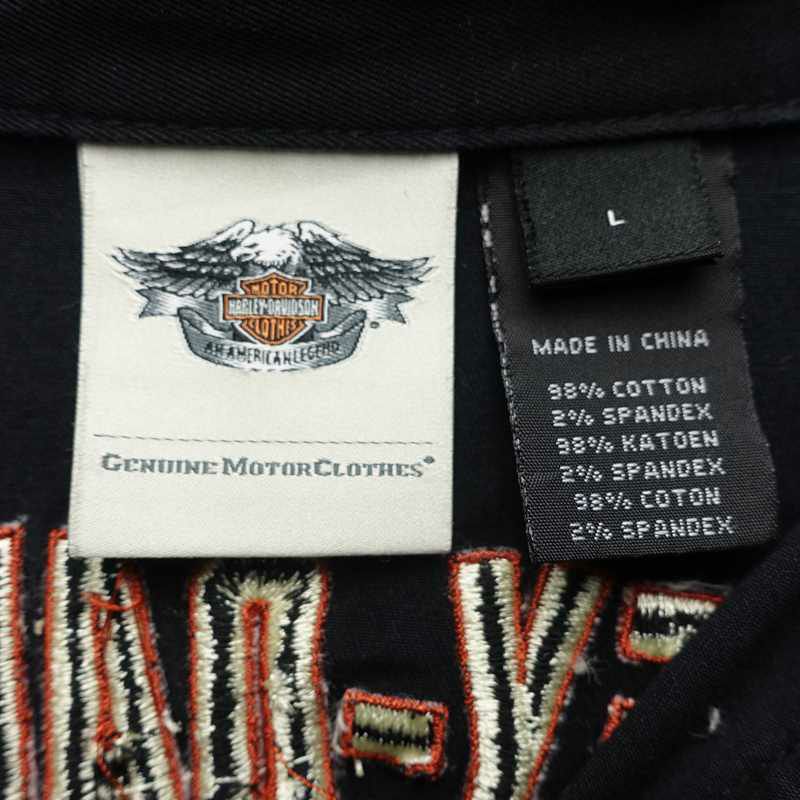 MOTOR
HARLEY-DAVIDSON
CLOTHES
AN AMERICAN LEGEND
®
GENUINE MOTORCLOTHES®
L
MADE IN CHINA
98% COTTON
2% SPANDEX
98% KATOEN
2% SPANDEX
98% COTON
2% SPANDEX